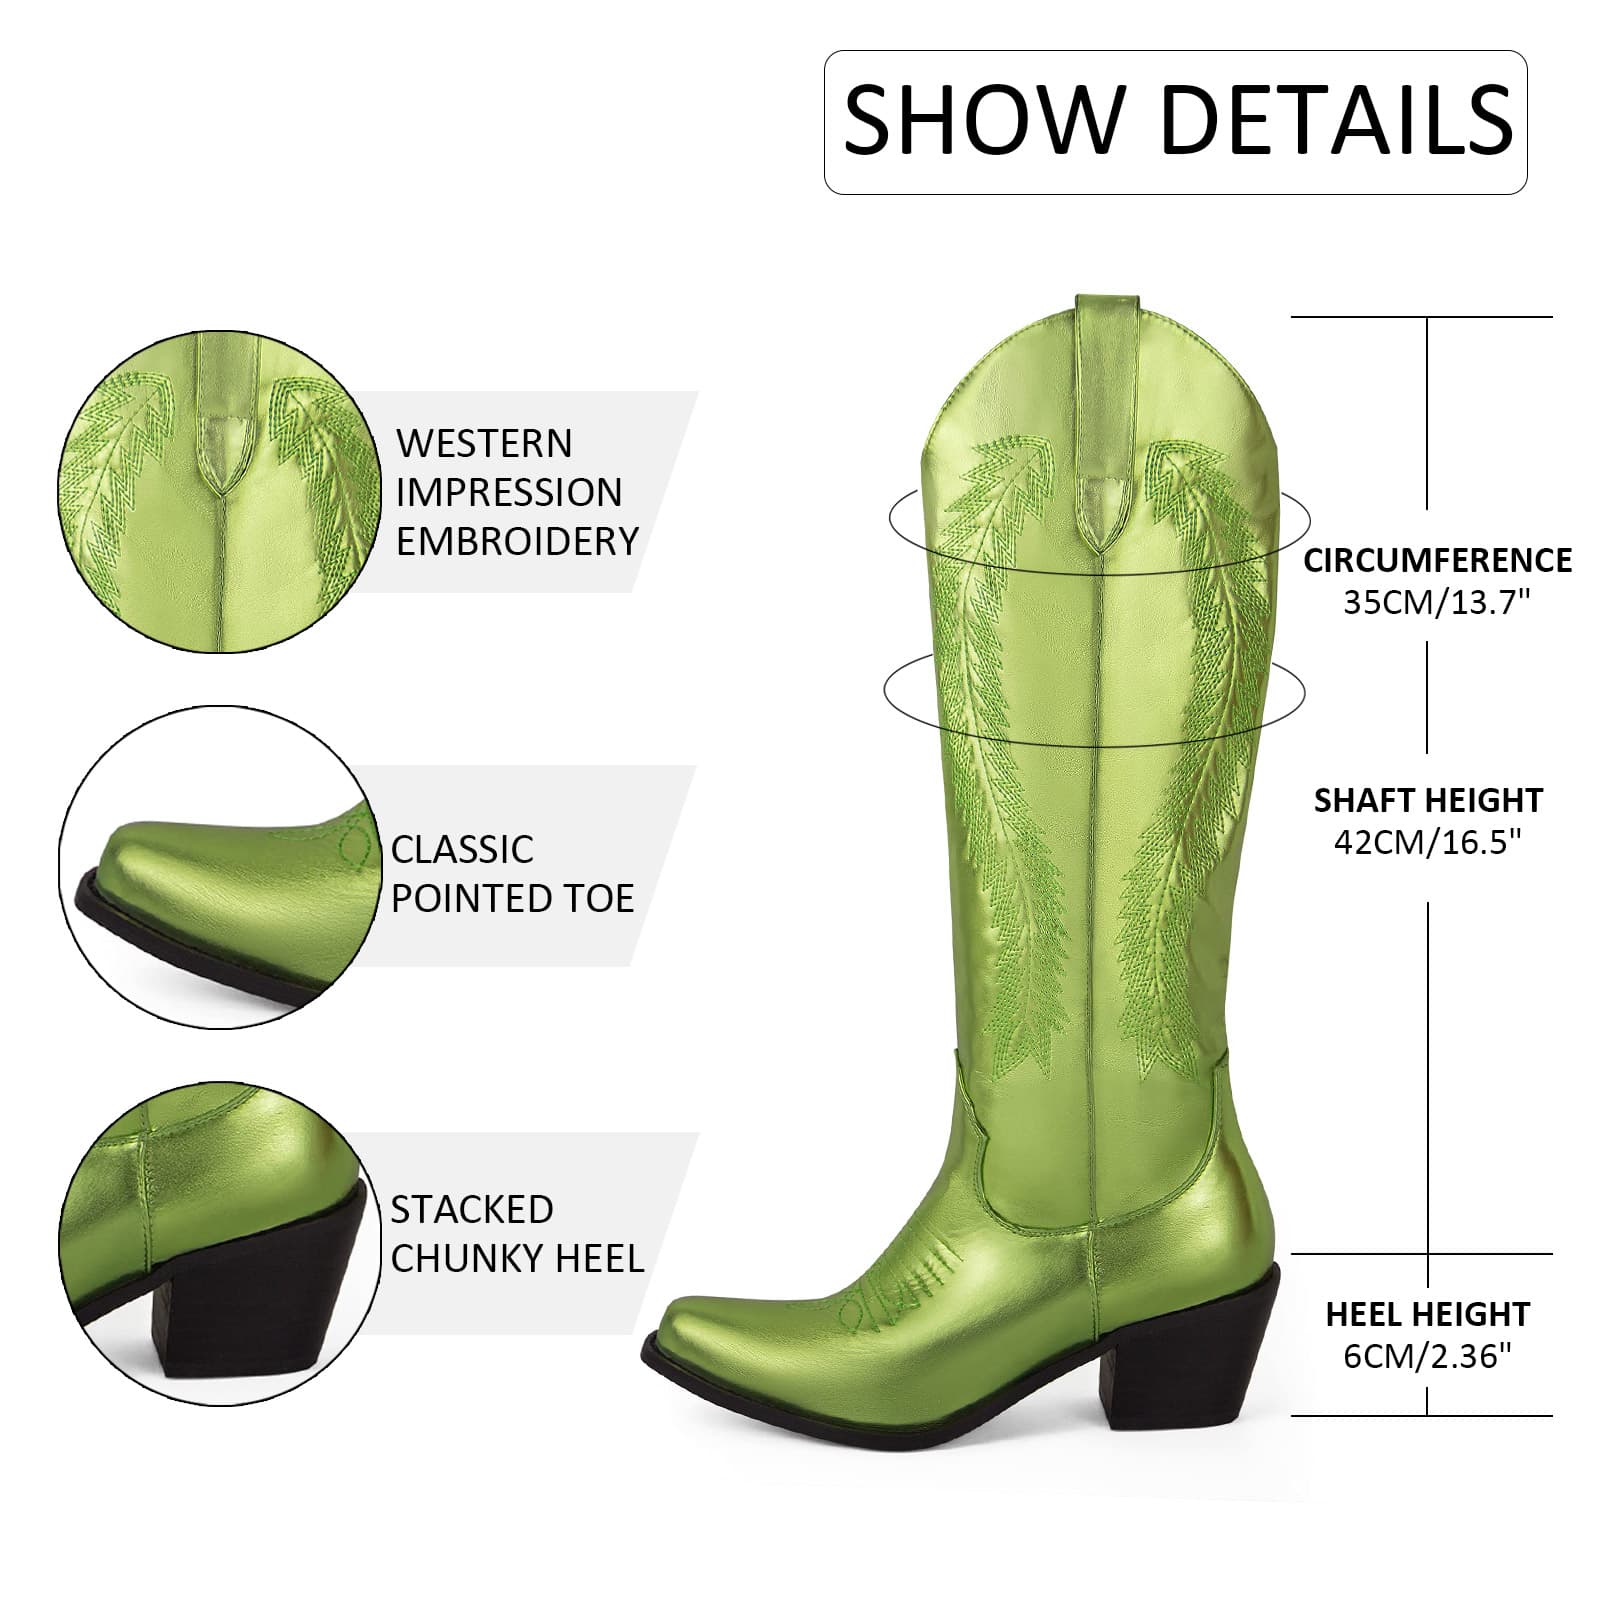 SHOW DETAILS
WESTERN
IMPRESSION
EMBROIDERY
CLASSIC
POINTED TOE
STACKED
CHUNKY HEEL
CIRCUMFERENCE
35CM/13.7"
SHAFT HEIGHT
42CM/16.5"
HEEL HEIGHT
6CM/2.36"